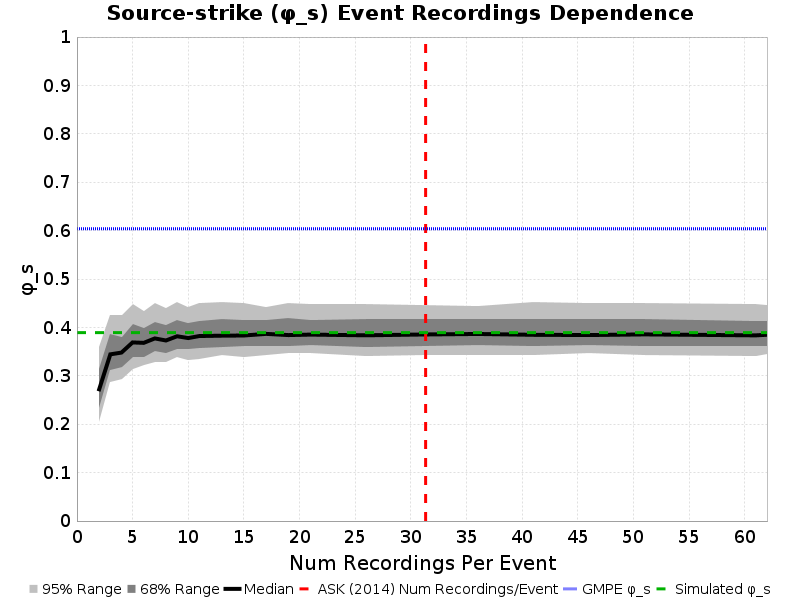 Source-strike (φ_s) Event Recordings Dependence
1
0.9
0.8
0.7
0.6
0.5
0.4
0.3
0.2
0.1
0
φ_s
0 5 10 15 20 25 30 35 40 45 50 55 60
Num Recordings Per Event
95% Range 68% Range Median ASK (2014) Num Recordings/Event GMPE φ_s Simulated φ_s